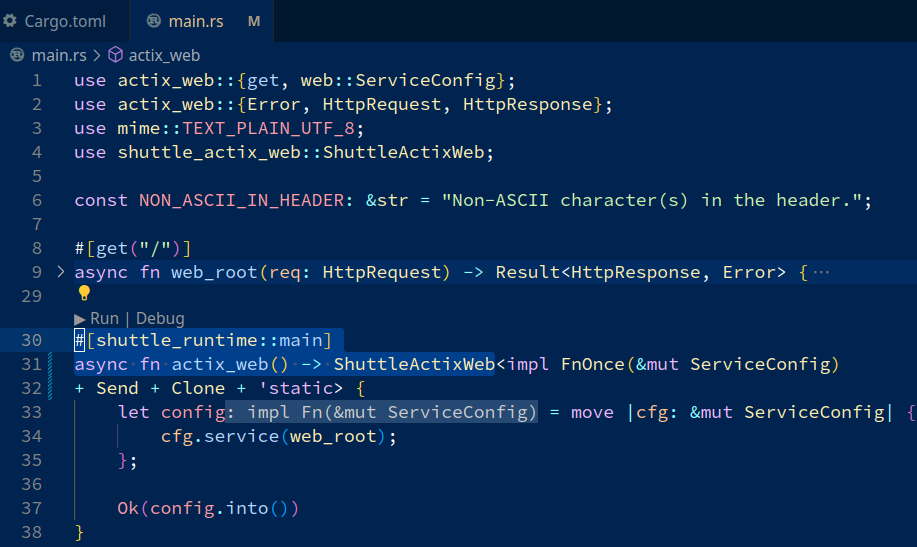 Cargo.toml main.rs M
main.rs > actix_web
1 use actix_web::{get, web::ServiceConfig};
2 use actix_web::{Error, HttpRequest, HttpResponse};
3 use mime::TEXT_PLAIN_UTF_8;
4 use shuttle_actix_web::ShuttleActixWeb;
5
6 const NON_ASCII_IN_HEADER: &str = "Non-ASCII character(s) in the header.";
7
8 #[get("/")]
9 > async fn web_root(req: HttpRequest) -> Result<HttpResponse, Error> {···
29
▶ Run | Debug
30 #[shuttle_runtime::main]
31 async·fn·actix_web()·->·ShuttleActixWeb<impl FnOnce(&mut ServiceConfig)
32 + Send + Clone + 'static> {
33 let config: impl Fn(&mut ServiceConfig) = move |cfg: &mut ServiceConfig| {
34 cfg.service(web_root);
35 };
36
37 Ok(config.into())
38 }